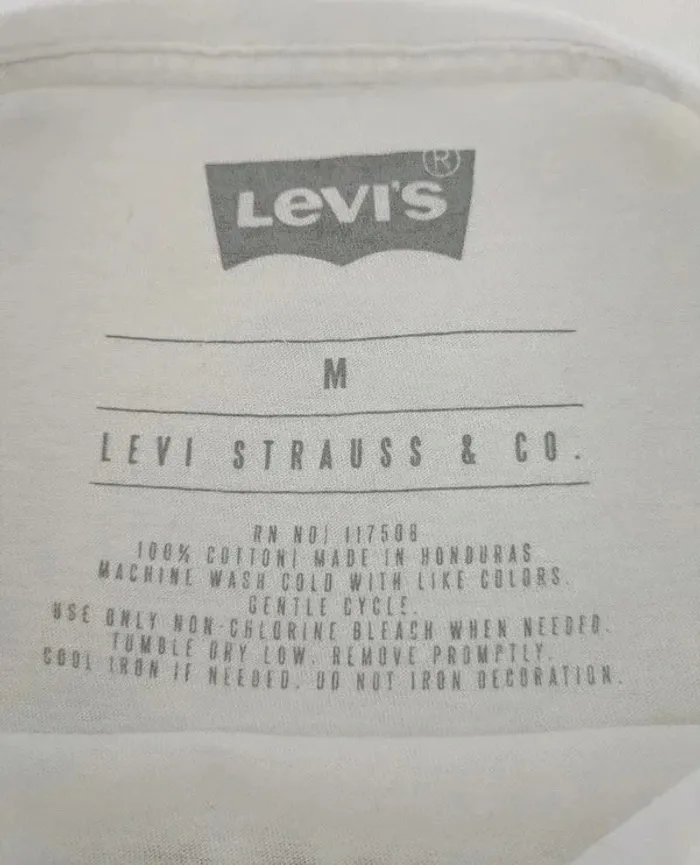 LEVI'S®
M
LEVI STRAUSS & CO.
RN NO| 117508
100% COTTON| MADE IN HONDURAS
MACHINE WASH COLD WITH LIKE COLORS.
GENTLE CYCLE.
USE ONLY NON-CHLORINE BLEACH WHEN NEEDED.
TUMBLE DRY LOW. REMOVE PROMPTLY.
COOL IRON IF NEEDED. DO NOT IRON DECORATION.